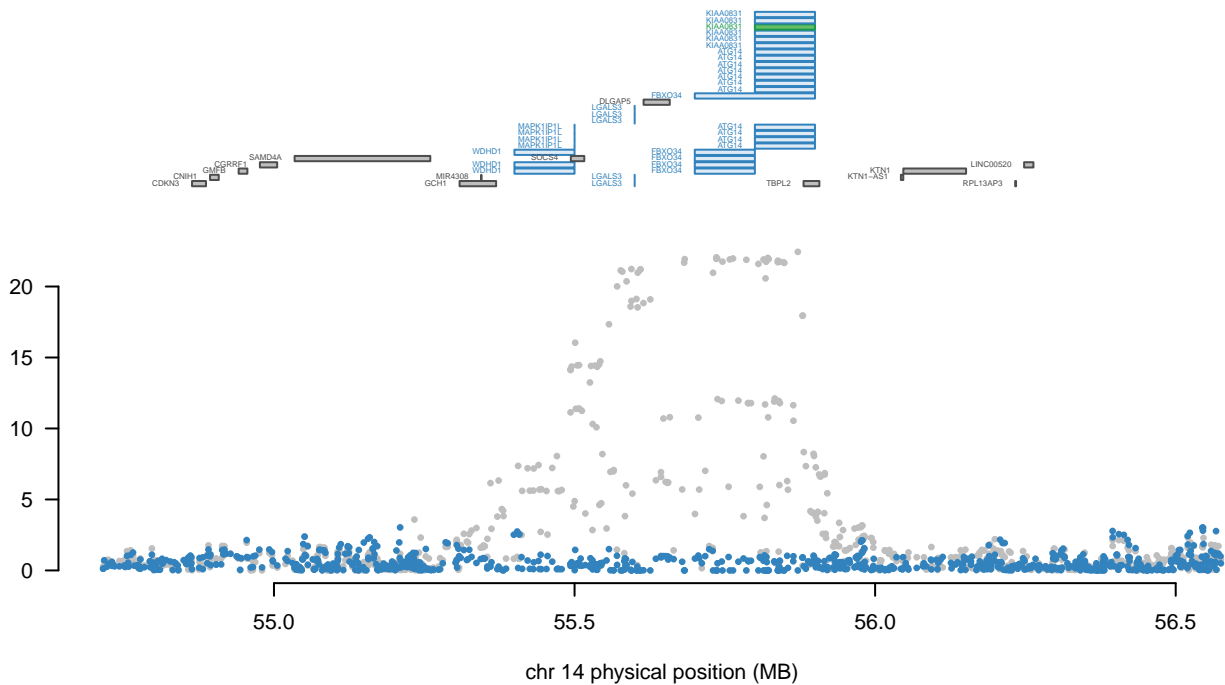 KIAA0831
KIAA0831
KIAA0831
KIAA0831
KIAA0831
KIAA0831
ATG14
ATG14
ATG14
ATG14
ATG14
ATG14
ATG14
FBXO34
DLGAP5
LGALS3
LGALS3
LGALS3
MAPK1IP1L ATG14
MAPK1IP1L ATG14
MAPK1IP1L ATG14
MAPK1IP1L ATG14
WDHD1 FBXO34
SAMD4A SOCS4 FBXO34
CGRRF1 WDHD1 FBXO34 LINC00520
GMFB WDHD1 FBXO34 KTN1
CNIH1 MIR4308 LGALS3 KTN1−AS1
CDKN3 GCH1 LGALS3 TBPL2 RPL13AP3
20
15
10
5
0
55.0 55.5 56.0 56.5
chr 14 physical position (MB)